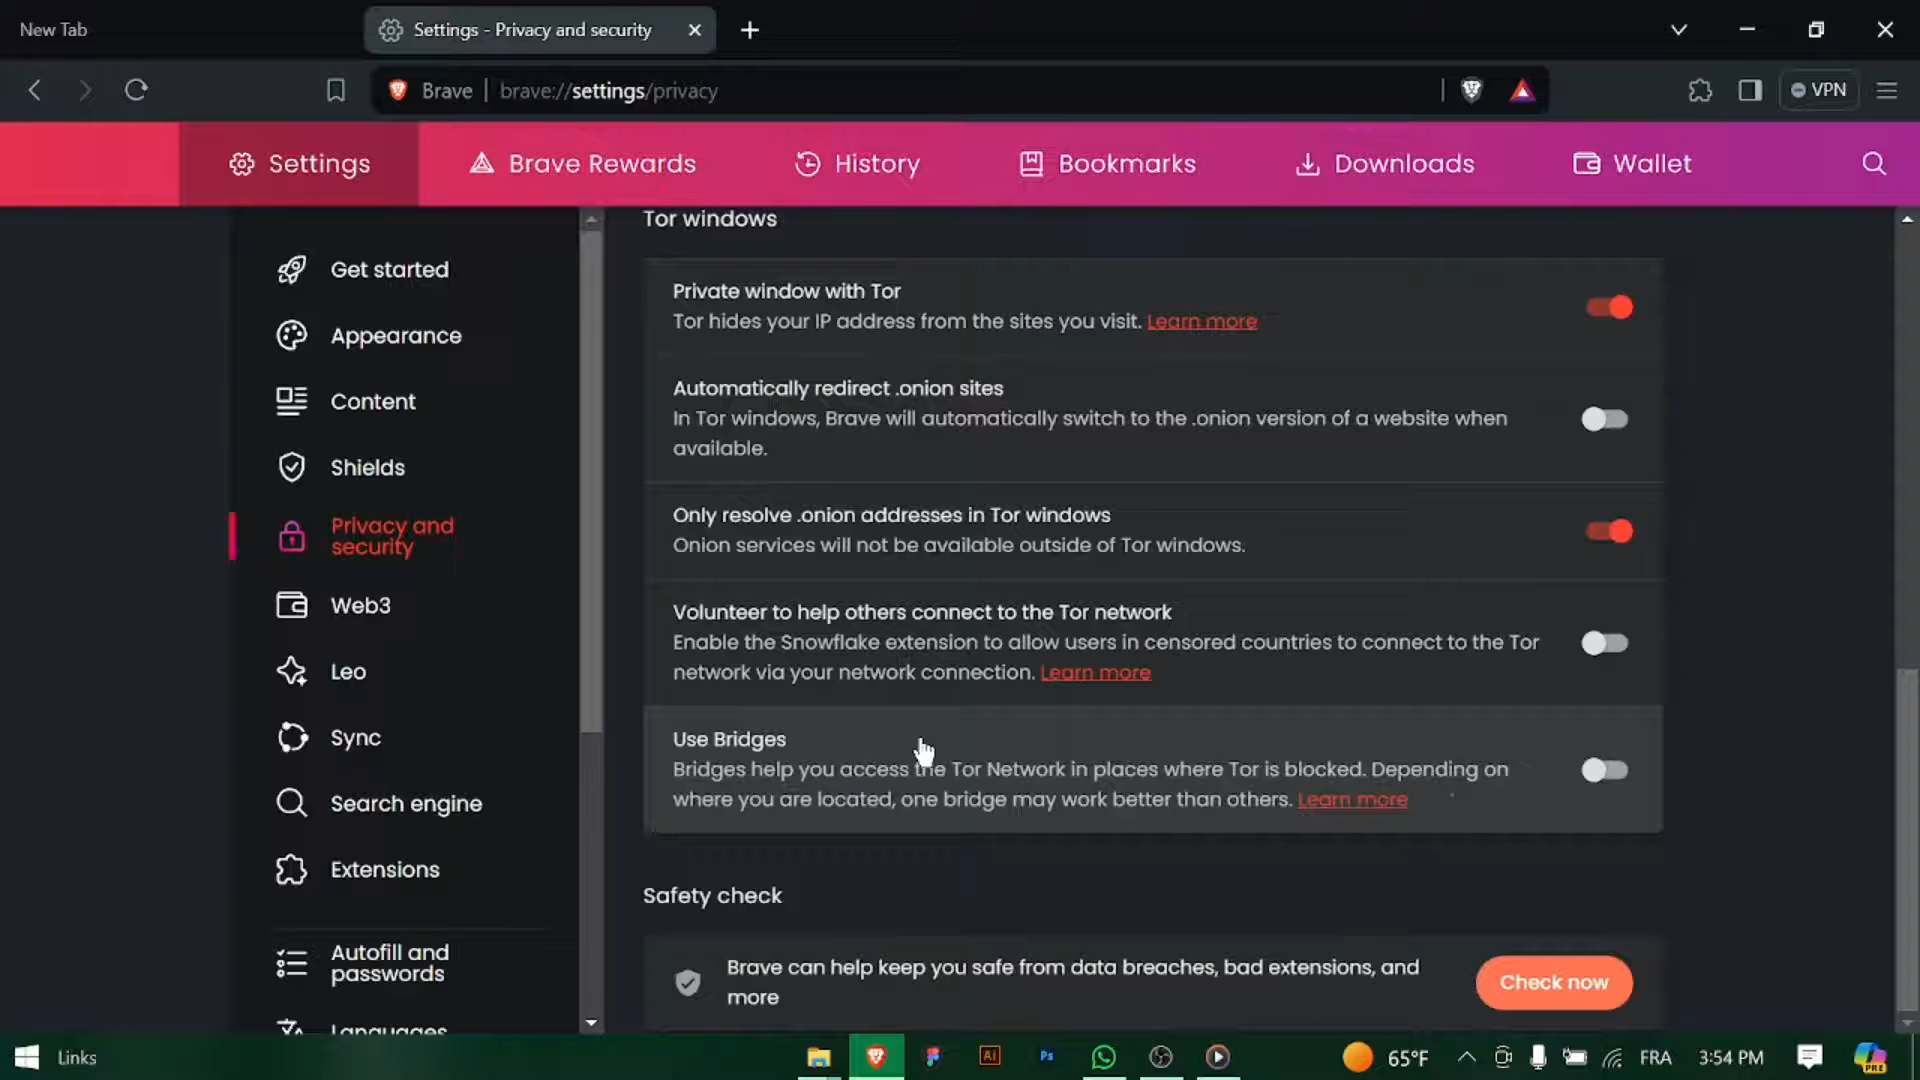 New Tab
Settings - Privacy and security
Brave | brave://settings/privacy
VPN
Settings
Brave Rewards
History
Bookmarks
Downloads
Wallet
Get started
Appearance
Content
Shields
Privacy and
security
Web3
Leo
Sync
Search engine
Extensions
Autofill and
passwords
Languages
Tor windows
Private window with Tor
Tor hides your IP address from the sites you visit. Learn more
Automatically redirect .onion sites
In Tor windows, Brave will automatically switch to the .onion version of a website when
available.
Only resolve .onion addresses in Tor windows
Onion services will not be available outside of Tor windows.
Volunteer to help others connect to the Tor network
Enable the Snowflake extension to allow users in censored countries to connect to the Tor
network via your network connection. Learn more
Use Bridges
Bridges help you access the Tor Network in places where Tor is blocked. Depending on
where you are located, one bridge may work better than others. Learn more
Safety check
Brave can help keep you safe from data breaches, bad extensions, and
more
Check now
Links
Ai
Ps
65°F
FRA
3:54 PM
PRE